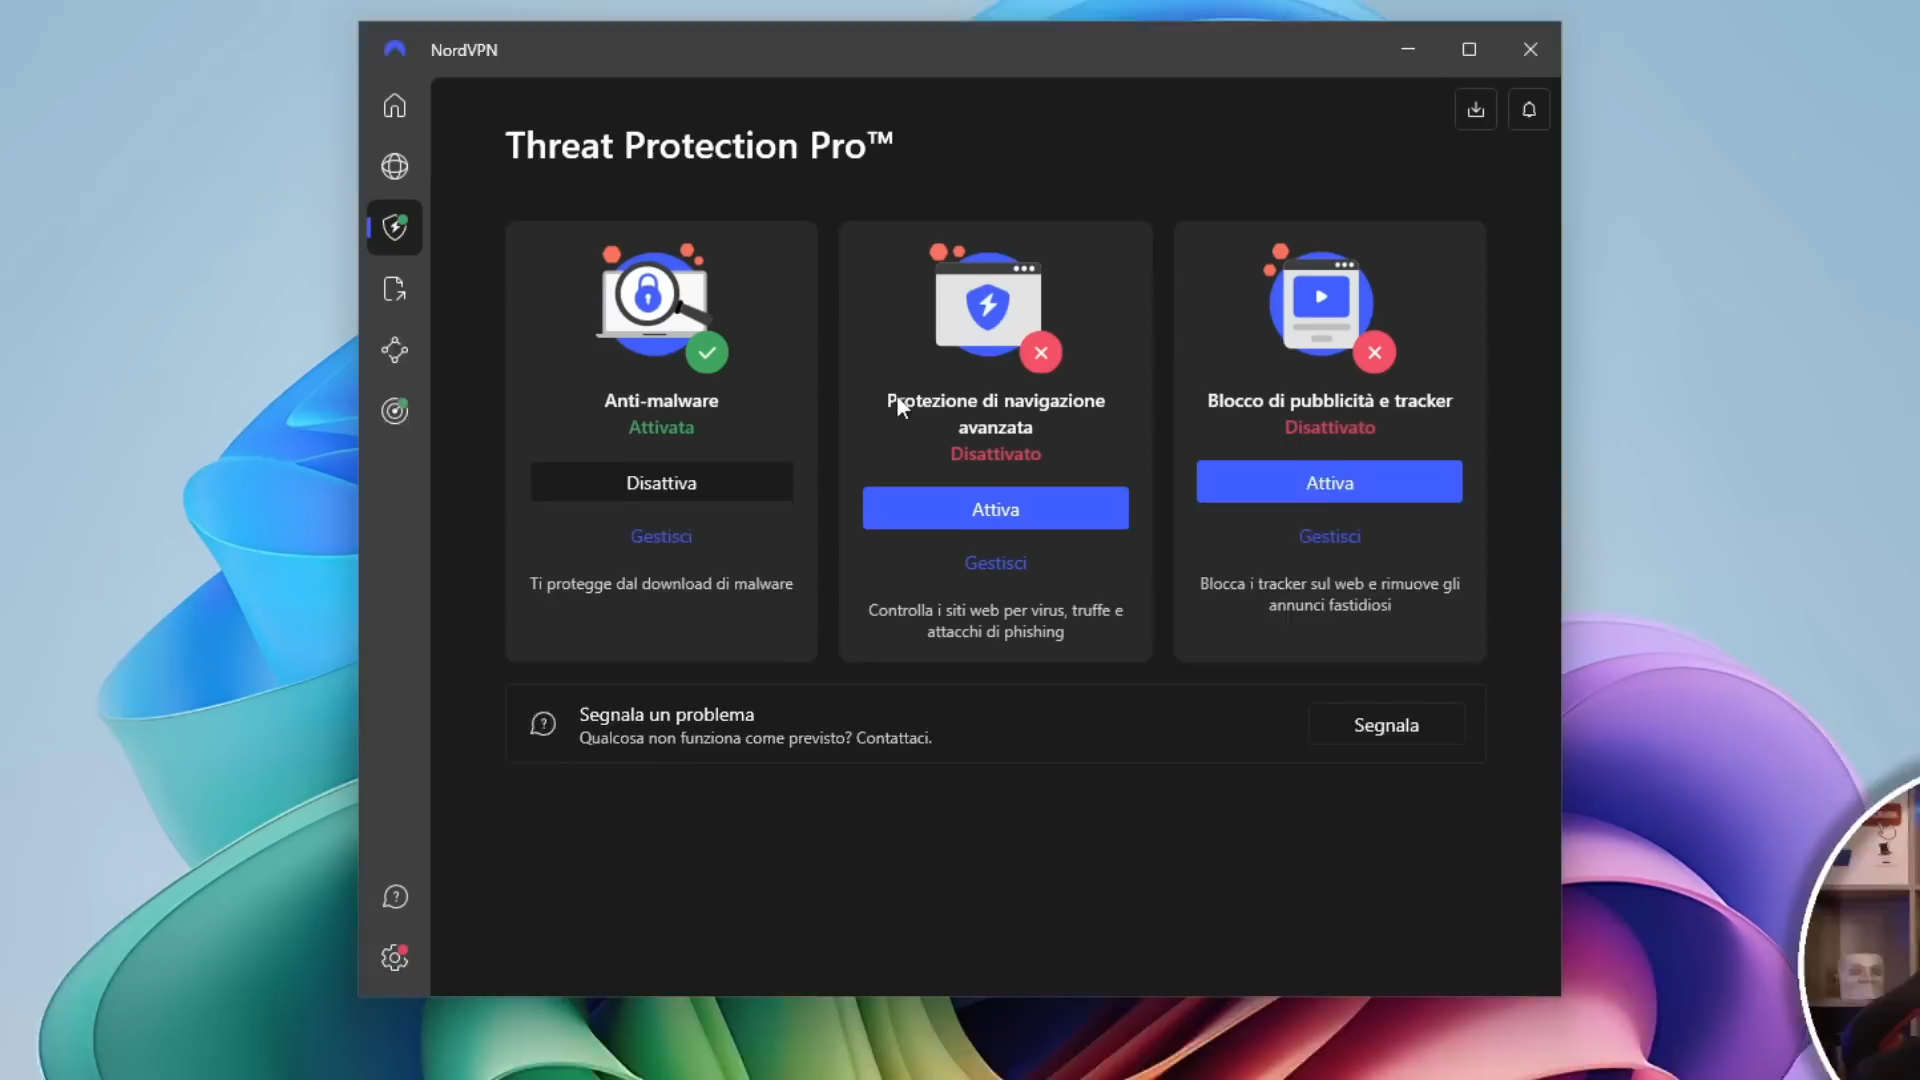 NordVPN
Threat Protection Pro™
Anti-malware
Attivata
Disattiva
Gestisci
Ti protegge dal download di malware
Protezione di navigazione
avanzata
Disattivato
Attiva
Gestisci
Controlla i siti web per virus, truffe e
attacchi di phishing
Blocco di pubblicità e tracker
Disattivato
Attiva
Gestisci
Blocca i tracker sul web e rimuove gli
annunci fastidiosi
Segnala un problema
Qualcosa non funziona come previsto? Contattaci.
Segnala